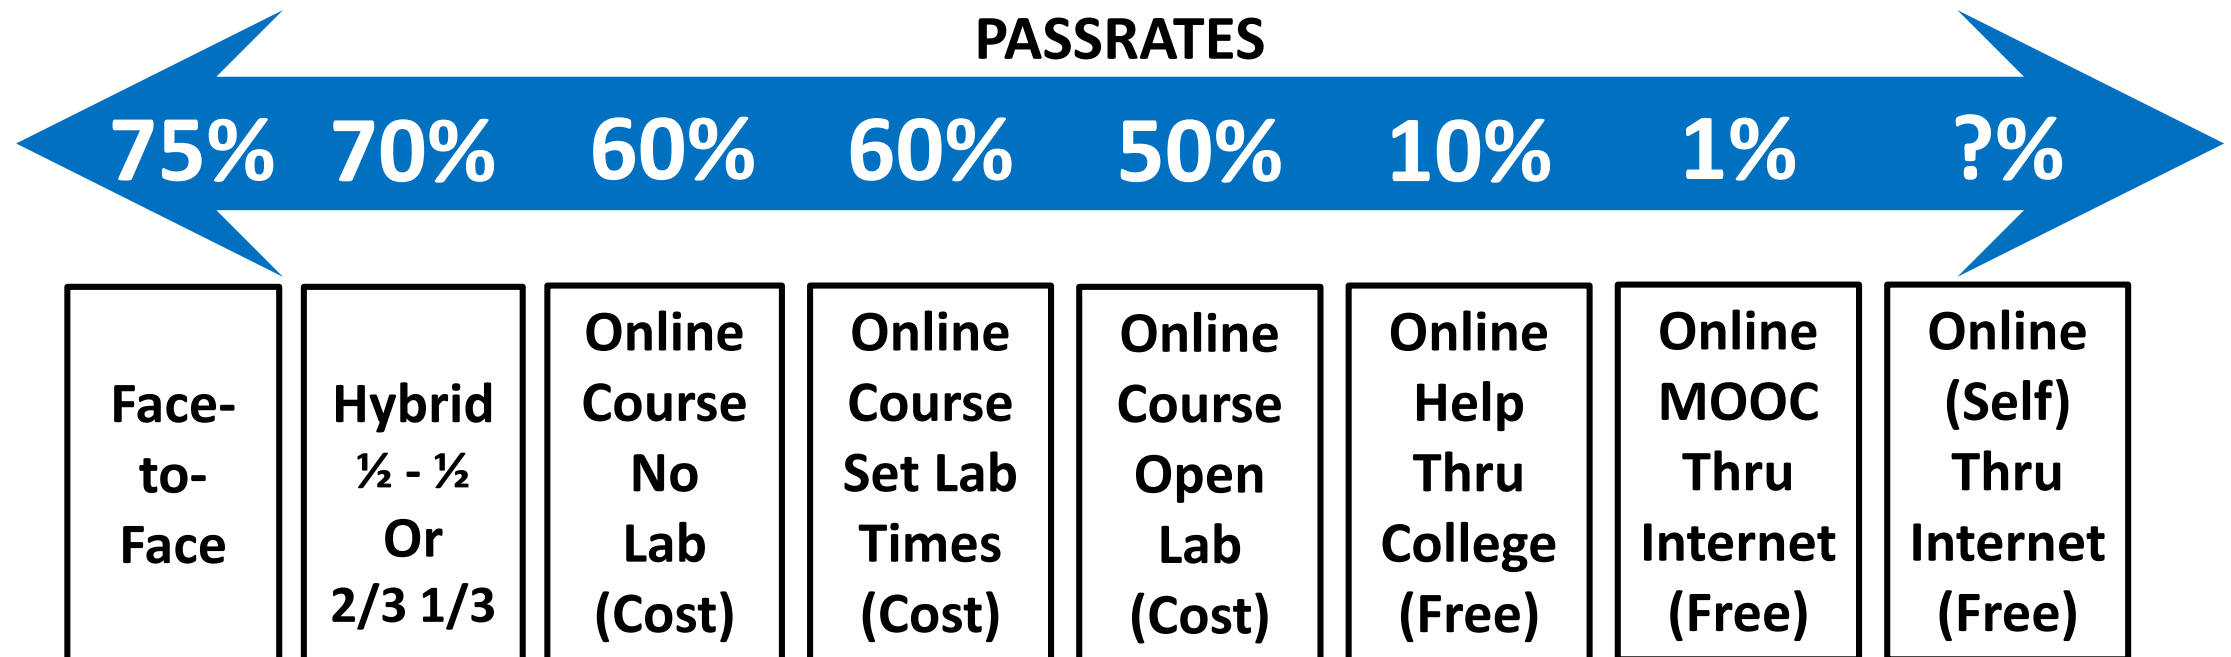 PASSRATES
75% 70% 60% 60% 50% 10% 1% ?%
Face-
to-
Face
Hybrid
½ - ½
Or
2/3 1/3
Online
Course
No
Lab
(Cost)
Online
Course
Set Lab
Times
(Cost)
Online
Course
Open
Lab
(Cost)
Online
Help
Thru
College
(Free)
Online
MOOC
Thru
Internet
(Free)
Online
(Self)
Thru
Internet
(Free)